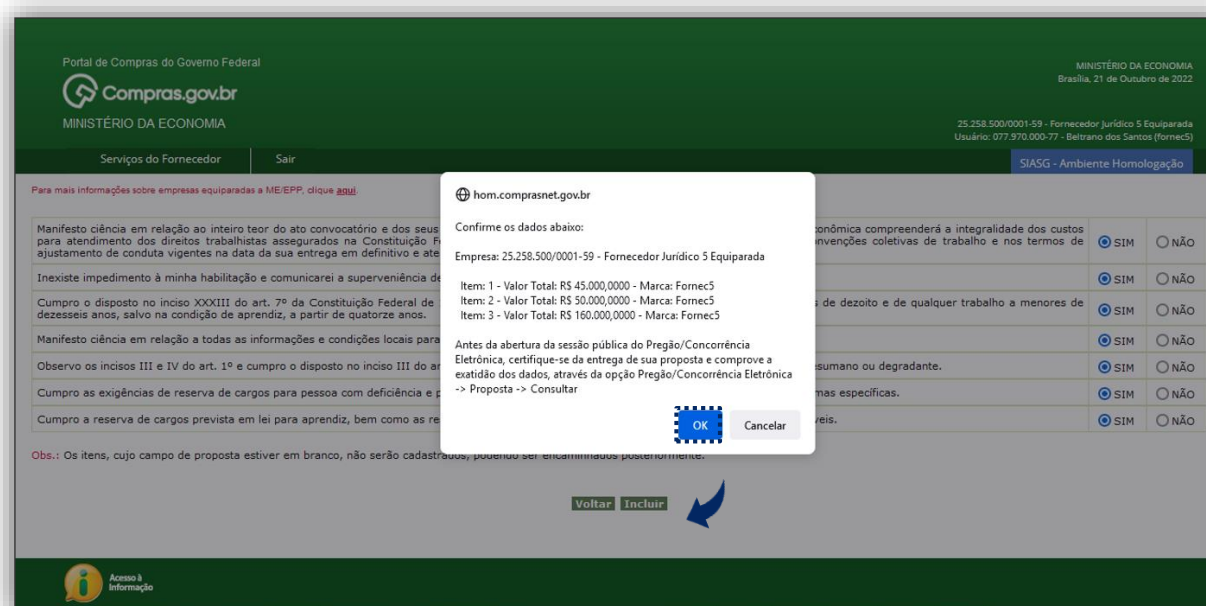 Portal de Compras do Governo Federal
Compras.gov.br
MINISTÉRIO DA ECONOMIA
MINISTÉRIO DA ECONOMIA
Brasília, 21 de Outubro de 2022
25.258.500/0001-59 - Fornecedor Jurídico 5 Equiparada
Usuário: 077.970.000-77 - Beltrano dos Santos (fornec5)
Serviços do Fornecedor
Sair
SIASG - Ambiente Homologação
Para mais informações sobre empresas equiparadas a ME/EPP, clique aqui.
Manifesto ciência em relação ao inteiro teor do ato convocatório e dos seus conômica compreenderá a integralidade dos custos
para atendimento dos direitos trabalhistas assegurados na Constituição F nvenções coletivas de trabalho e nos termos de
ajustamento de conduta vigentes na data da sua entrega em definitivo e ate
SIM NÃO
Inexiste impedimento à minha habilitação e comunicarei a superveniência de
SIM NÃO
Cumpro o disposto no inciso XXXIII do art. 7º da Constituição Federal de s de dezoito e de qualquer trabalho a menores de
dezesseis anos, salvo na condição de aprendiz, a partir de quatorze anos.
SIM NÃO
Manifesto ciência em relação a todas as informações e condições locais para
SIM NÃO
Observo os incisos III e IV do art. 1º e cumpro o disposto no inciso III do ar sumano ou degradante.
SIM NÃO
Cumpro as exigências de reserva de cargos para pessoa com deficiência e p mas específicas.
SIM NÃO
Cumpro a reserva de cargos prevista em lei para aprendiz, bem como as re veis.
SIM NÃO
hom.comprasnet.gov.br
Confirme os dados abaixo:
Empresa: 25.258.500/0001-59 - Fornecedor Jurídico 5 Equiparada
Item: 1 - Valor Total: R$ 45.000,0000 - Marca: Fornec5
Item: 2 - Valor Total: R$ 50.000,0000 - Marca: Fornec5
Item: 3 - Valor Total: R$ 160.000,0000 - Marca: Fornec5
Antes da abertura da sessão pública do Pregão/Concorrência
Eletrônica, certifique-se da entrega de sua proposta e comprove a
exatidão dos dados, através da opção Pregão/Concorrência Eletrônica
-> Proposta -> Consultar
OK Cancelar
Obs.: Os itens, cujo campo de proposta estiver em branco, não serão cadastrados, podendo ser encaminhados posteriormente.
Voltar Incluir
Acesso à
Informação